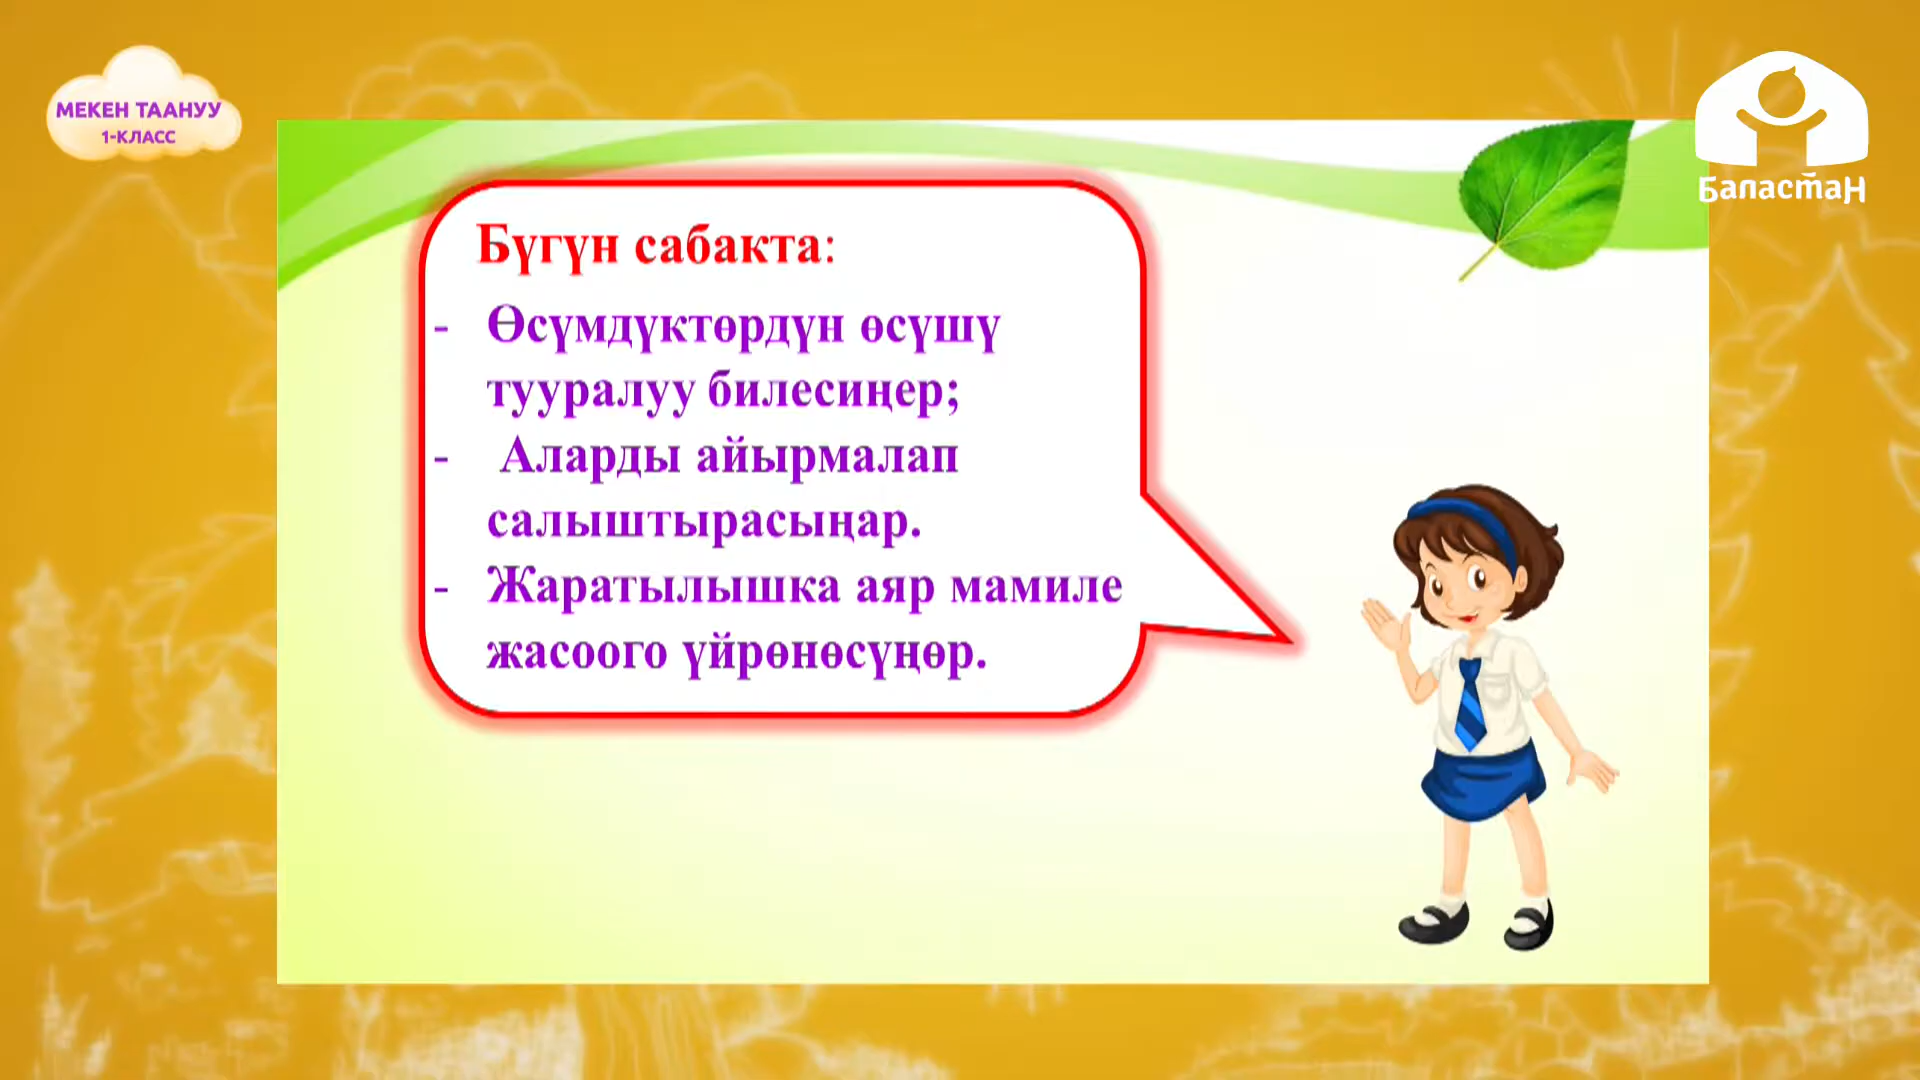 МЕКЕН ТААНУУ
1-КЛАСС
Баластан
Бүгүн сабакта:
- Өсүмдүктөрдүн өсүшү
тууралуу билесиңер;
- Аларды айырмалап
салыштырасыңар.
- Жаратылышка аяр мамиле
жасоого үйрөнөсүңөр.